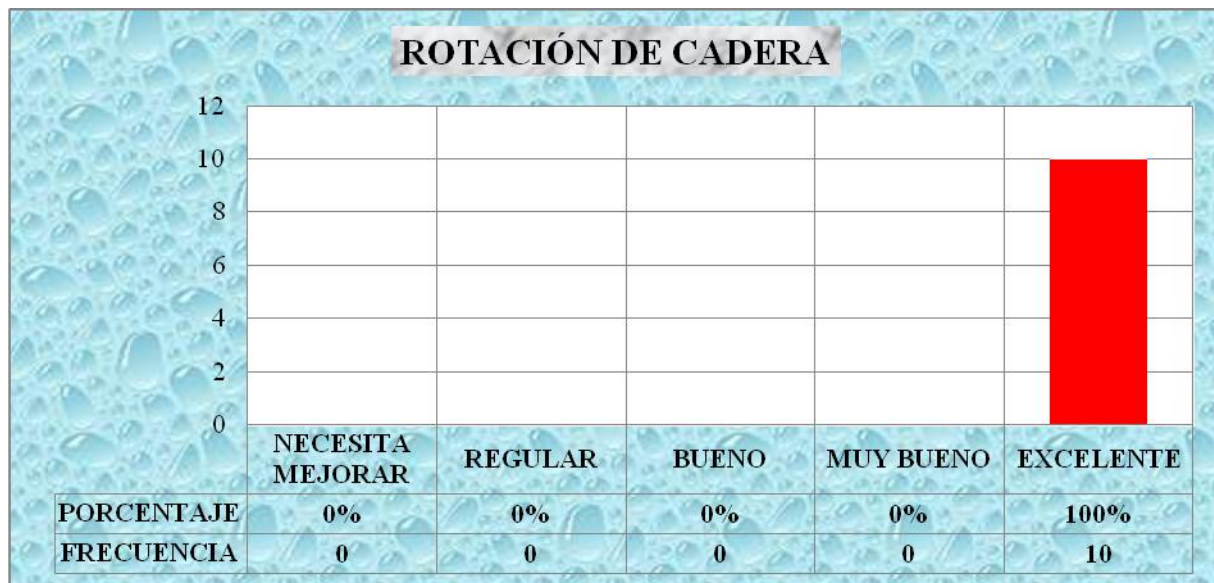 ROTACIÓN DE CADERA
12
10
8
6
4
2
0
NECESITA MEJORAR REGULAR BUENO MUY BUENO EXCELENTE
PORCENTAJE 0% 0% 0% 0% 100%
FRECUENCIA 0 0 0 0 10